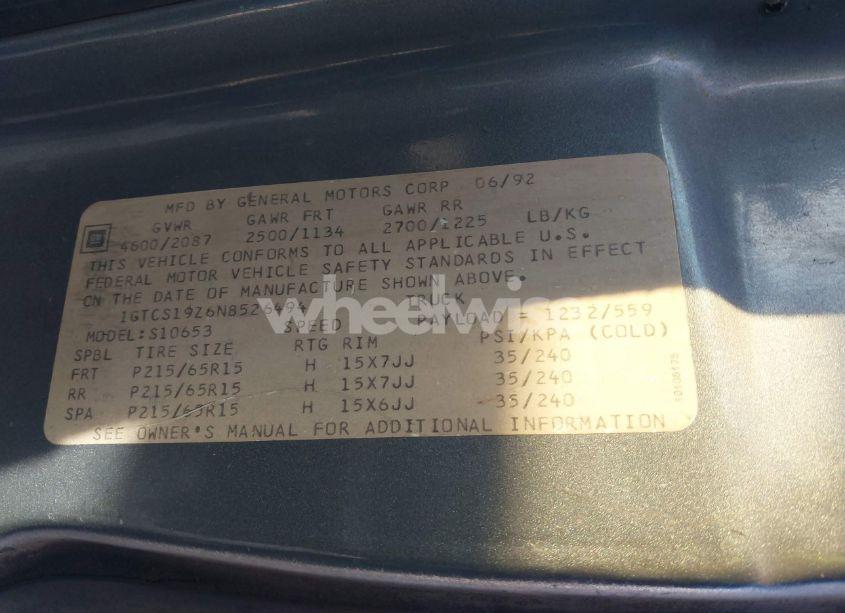 MFD BY GENERAL MOTORS CORP 06/92
GVWR GAWR FRT GAWR RR
4600/2087 2500/1134 2700/1225 LB/KG
THIS VEHICLE CONFORMS TO ALL APPLICABLE U.S.
FEDERAL MOTOR VEHICLE SAFETY STANDARDS IN EFFECT
ON THE DATE OF MANUFACTURE SHOWN ABOVE.
1GTCS19Z6N8526494 TRUCK
wheelwise
MODEL:S10653 SPEED PAYLOAD = 1232/559
SPBL TIRE SIZE RTG RIM PSI/KPA (COLD)
FRT P215/65R15 H 15X7JJ 35/240
RR P215/65R15 H 15X7JJ 35/240
SPA P215/65R15 H 15X6JJ 35/240
SEE OWNER'S MANUAL FOR ADDITIONAL INFORMATION